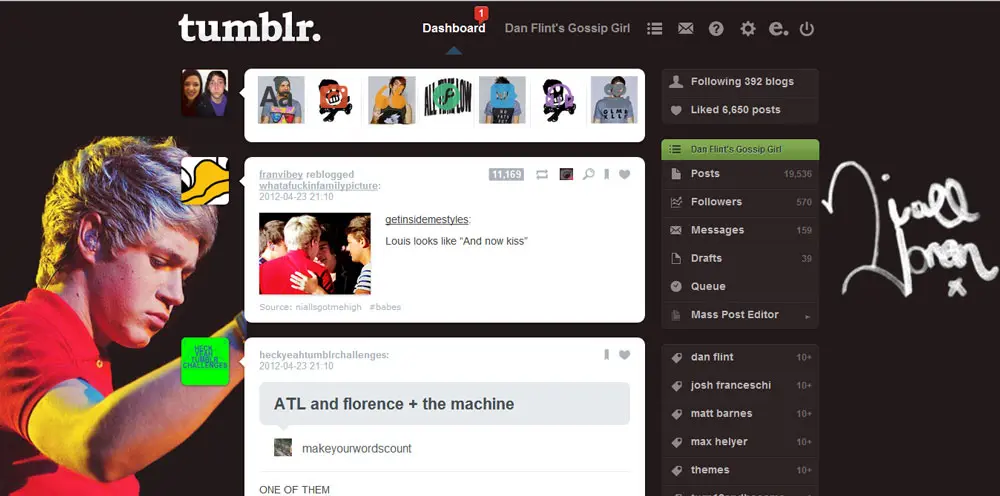 tumblr.
1
Dashboard
Dan Flint's Gossip Girl
Aa
ALL TIME LOW
Following 392 blogs
Liked 6,650 posts
franvibey reblogged
whatafuckinfamilypicture:
2012-04-23 21:10
11,169
getinsidemestyles:
Louis looks like "And now kiss"
Source: niallsgotmehigh #babes
Dan Flint's Gossip Girl
Posts 19,536
Followers 570
Messages 159
Drafts 39
Queue
Mass Post Editor
Niall
Horan
x
HECK
YEAH
TUMBLR
CHALLENGES
heckyeahtumblrchallenges:
2012-04-23 21:10
ATL and florence + the machine
makeyourwordscount
ONE OF THEM
dan flint 10+
josh franceschi 10+
matt barnes 10+
max helyer 10+
themes 10+